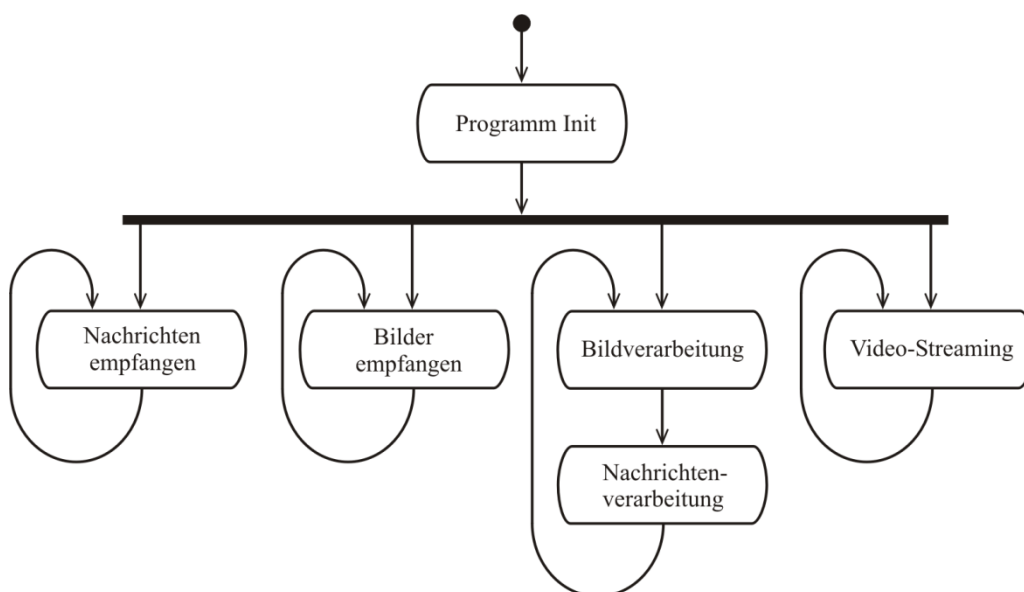 Programm Init
Nachrichten
empfangen
Bilder
empfangen
Bildverarbeitung
Video-Streaming
Nachrichten-
verarbeitung